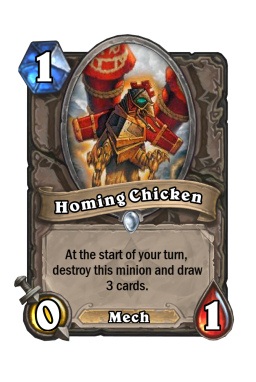 1
Homing Chicken
At the start of your turn,
destroy this minion and draw
3 cards.
0
Mech
1